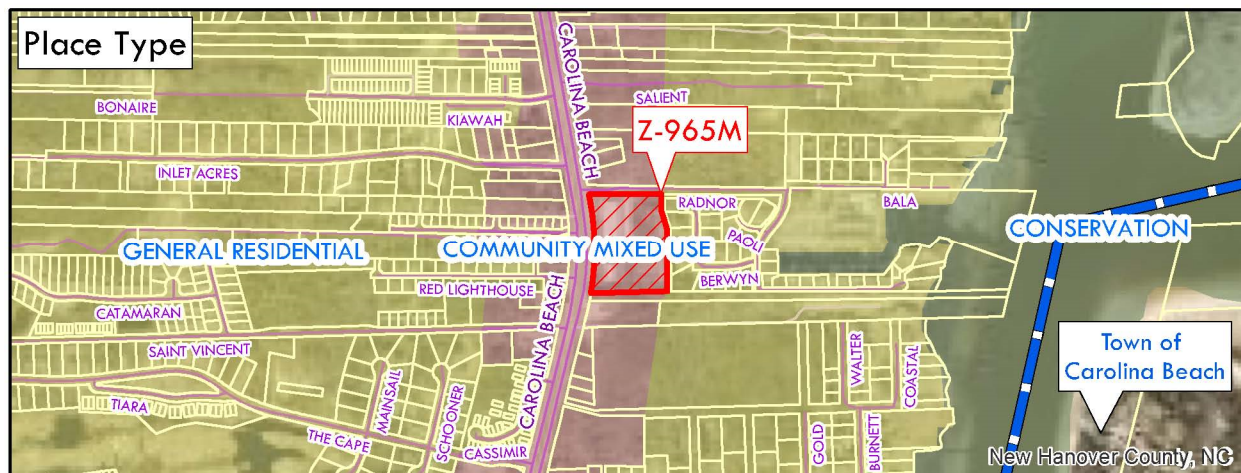 Place Type
CAROLINA BEACH
BONAIRE
SALIENT
KIAWAH
Z-965M
INLET ACRES
RADNOR
BALA
PAOLI
GENERAL RESIDENTIAL
COMMUNITY MIXED USE
CONSERVATION
BERWYN
RED LIGHTHOUSE
CATAMARAN
SAINT VINCENT
CAROLINA BEACH
WALTER
COASTAL
Town of
Carolina Beach
TIARA
MAINSAIL
SCHOONER
THE CAPE
CASSIMIR
GOLD
BURNETT
New Hanover County, NC